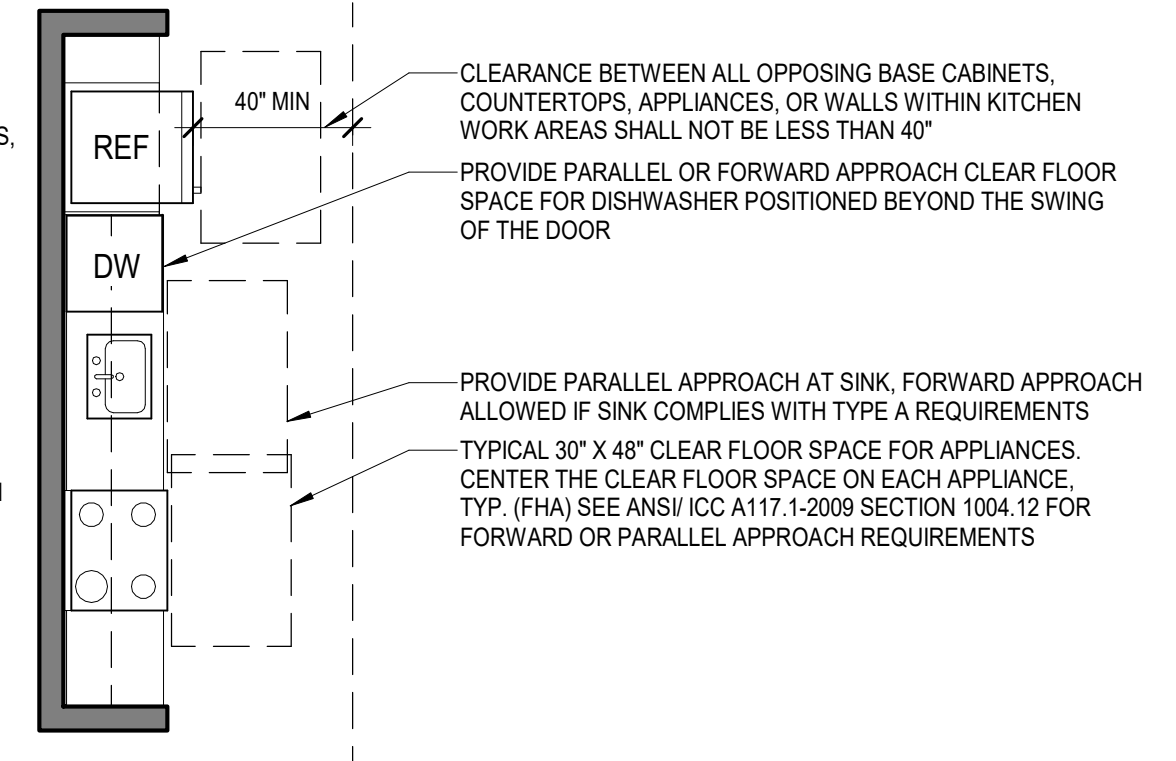 40" MIN
REF
DW
S,
CLEARANCE BETWEEN ALL OPPOSING BASE CABINETS,
COUNTERTOPS, APPLIANCES, OR WALLS WITHIN KITCHEN
WORK AREAS SHALL NOT BE LESS THAN 40"
PROVIDE PARALLEL OR FORWARD APPROACH CLEAR FLOOR
SPACE FOR DISHWASHER POSITIONED BEYOND THE SWING
OF THE DOOR
PROVIDE PARALLEL APPROACH AT SINK, FORWARD APPROACH
ALLOWED IF SINK COMPLIES WITH TYPE A REQUIREMENTS
TYPICAL 30" X 48" CLEAR FLOOR SPACE FOR APPLIANCES.
CENTER THE CLEAR FLOOR SPACE ON EACH APPLIANCE,
TYP. (FHA) SEE ANSI/ ICC A117.1-2009 SECTION 1004.12 FOR
FORWARD OR PARALLEL APPROACH REQUIREMENTS